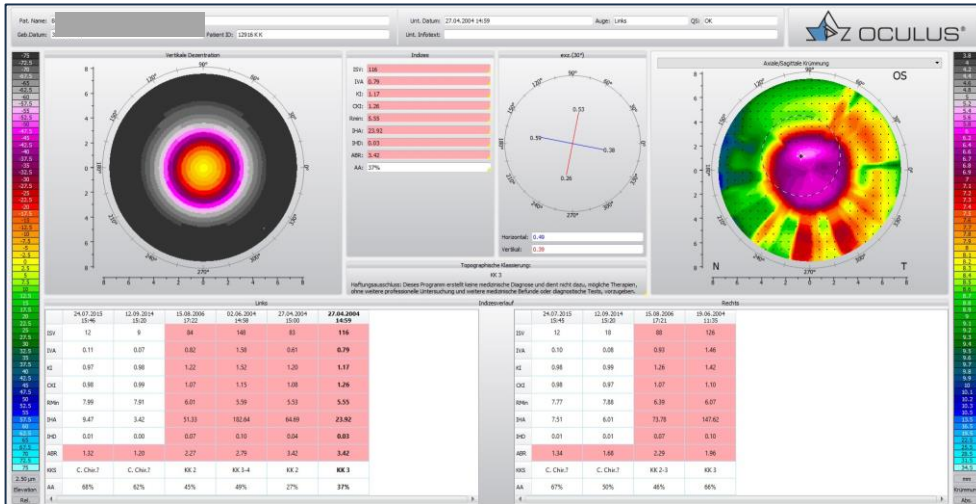 Pat. Name:
Unt. Datum: 27.04.2004 14:59
Auge: Links
QS: OK
Geb.Datum:
Patient ID: 12916 K K
Unt. Infotext:
OCULUS®
Vertikale Dezentration
Indizes
exz (30°)
Axiale/Sagittale Krümmung
OS
ISV: 116
IVA 0.79
KI: 1.17
CKI: 1.26
Rmin: 5.55
IHA: 23.92
IHD: 0.03
ABR: 3.42
AA: 37%
0.53
0.38
0.26
Horizontal: 0.49
Vertikal: 0.39
N
T
Topographische Klassierung:
KK 3
Haftungsausschluss: Dieses Programm erstellt keine medizinische Diagnose und dient nicht dazu, mögliche Therapien,
ohne weitere professionelle Untersuchung und weitere medizinische Befunde oder diagnostische Tests, vorzugeben.
Links
Indizesverlauf
Rechts
24.07.2015 15:46 12.09.2014 15:20 15.08.2006 17:22 02.06.2004 14:58 27.04.2004 15:00 27.04.2004 14:59
ISV 12 9 84 148 83 116
IVA 0.11 0.07 0.82 1.58 0.61 0.79
KI 0.97 0.98 1.22 1.52 1.20 1.17
CKI 0.98 0.99 1.07 1.15 1.08 1.26
RMin 7.99 7.91 6.01 5.59 5.53 5.55
IHA 9.47 3.42 51.33 182.64 64.89 23.92
IHD 0.01 0.00 0.07 0.10 0.04 0.03
ABR 1.32 1.20 2.27 2.79 3.42 3.42
KKS C. Chir.? C. Chir.? KK 2 KK 3-4 KK 2 KK 3
AA 68% 62% 45% 49% 27% 37%
24.07.2015 15:45 12.09.2014 15:20 15.08.2006 17:21 19.06.2004 11:35
ISV 12 18 88 126
IVA 0.10 0.08 0.93 1.46
KI 0.98 0.99 1.26 1.42
CKI 0.98 0.97 1.07 1.10
RMin 7.77 7.88 6.39 6.07
IHA 7.51 6.01 73.78 147.62
IHD 0.01 0.01 0.07 0.10
ABR 1.34 1.66 2.29 1.96
KKS C. Chir.? C. Chir.? KK 2-3 KK 3
AA 67% 50% 46% 66%
2.50 µm
Elevation
Rel.
mm
Abs.